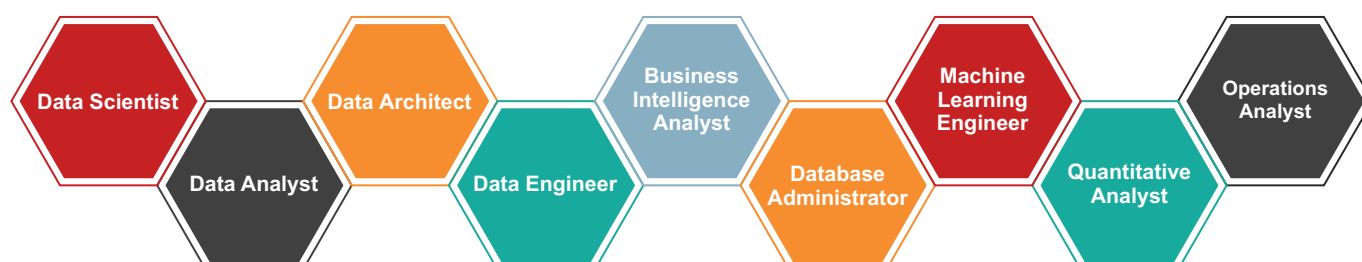 Data Scientist
Data Analyst
Data Architect
Data Engineer
Business
Intelligence
Analyst
Database
Administrator
Machine
Learning
Engineer
Quantitative
Analyst
Operations
Analyst